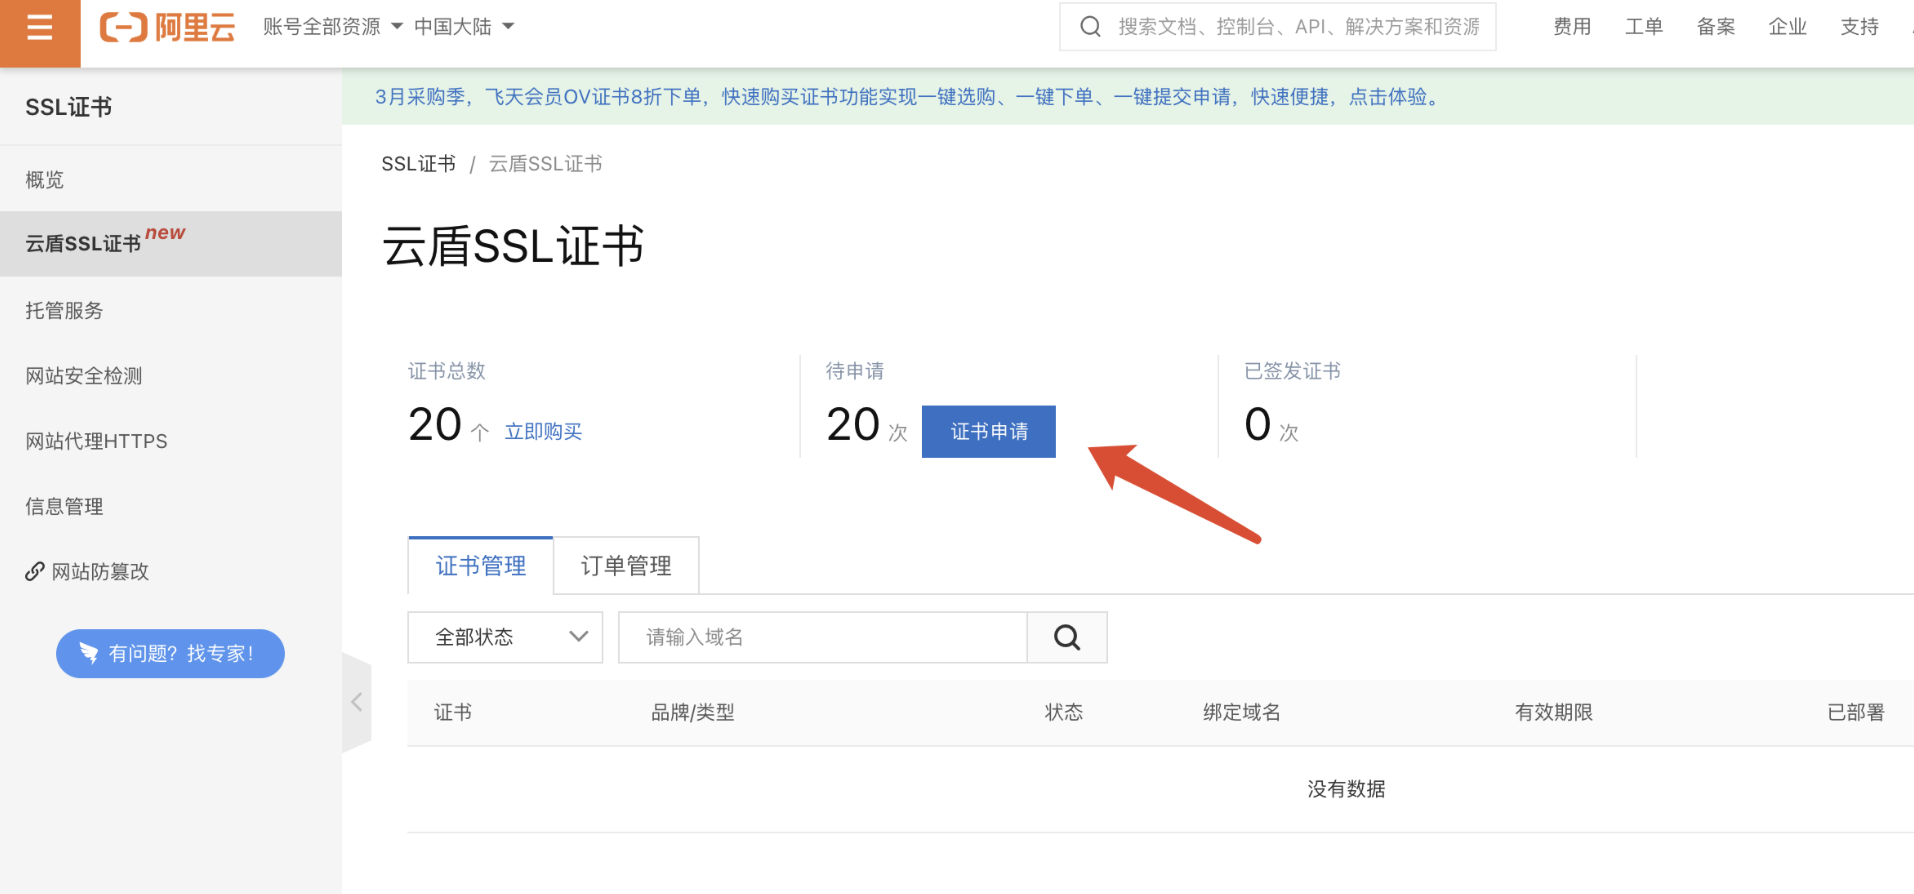 阿里云 账号全部资源 中国大陆 搜索文档、控制台、API、解决方案和资源 费用 工单 备案 企业 支持
SSL证书
概览
云盾SSL证书 new
托管服务
网站安全检测
网站代理HTTPS
信息管理
网站防篡改
有问题？找专家！
3月采购季，飞天会员OV证书8折下单，快速购买证书功能实现一键选购、一键下单、一键提交申请，快速便捷，点击体验。
SSL证书 / 云盾SSL证书
云盾SSL证书
证书总数
20 个 立即购买
待申请
20 次 证书申请
已签发证书
0 次
证书管理 订单管理
全部状态 请输入域名
证书 品牌/类型 状态 绑定域名 有效期限 已部署
没有数据